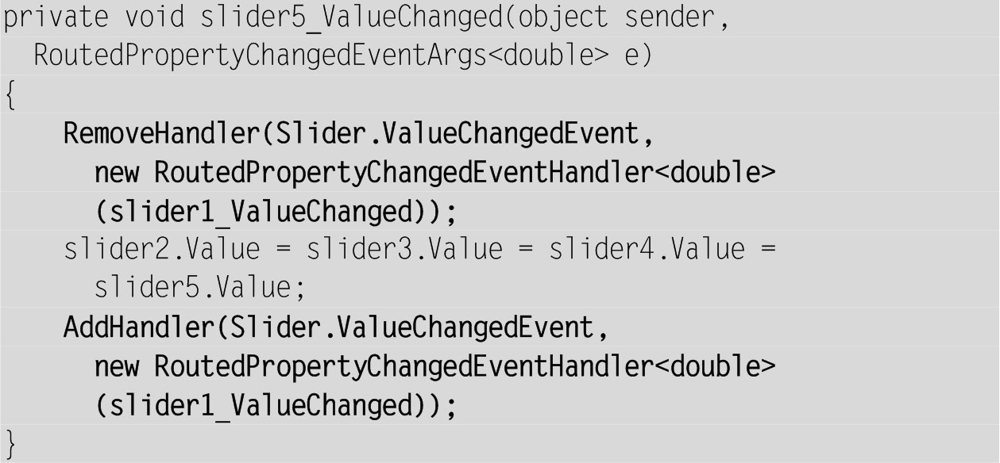 private void slider5_ValueChanged(object sender,
  RoutedPropertyChangedEventArgs<double> e)
{
    RemoveHandler(Slider.ValueChangedEvent,
      new RoutedPropertyChangedEventHandler<double>
      (slider1_ValueChanged));
    slider2.Value = slider3.Value = slider4.Value =
      slider5.Value;
    AddHandler(Slider.ValueChangedEvent,
      new RoutedPropertyChangedEventHandler<double>
      (slider1_ValueChanged));
}